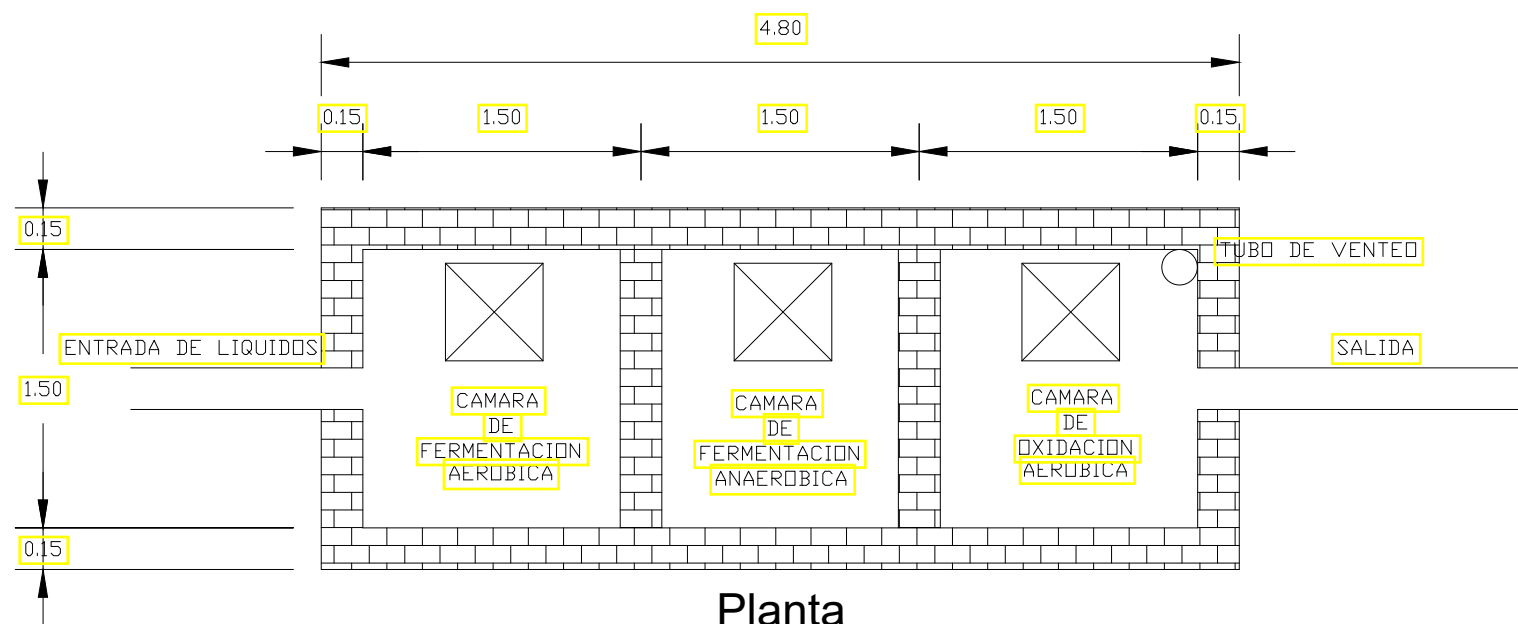 4.80
0.15
1.50
1.50
1.50
0.15
0.15
TUBO DE VENTEO
ENTRADA DE LIQUIDOS
SALIDA
1.50
CAMARA
DE
FERMENTACION
AEROBICA
CAMARA
DE
FERMENTACION
ANAEROBICA
CAMARA
DE
OXIDACION
AEROBICA
0.15
Planta